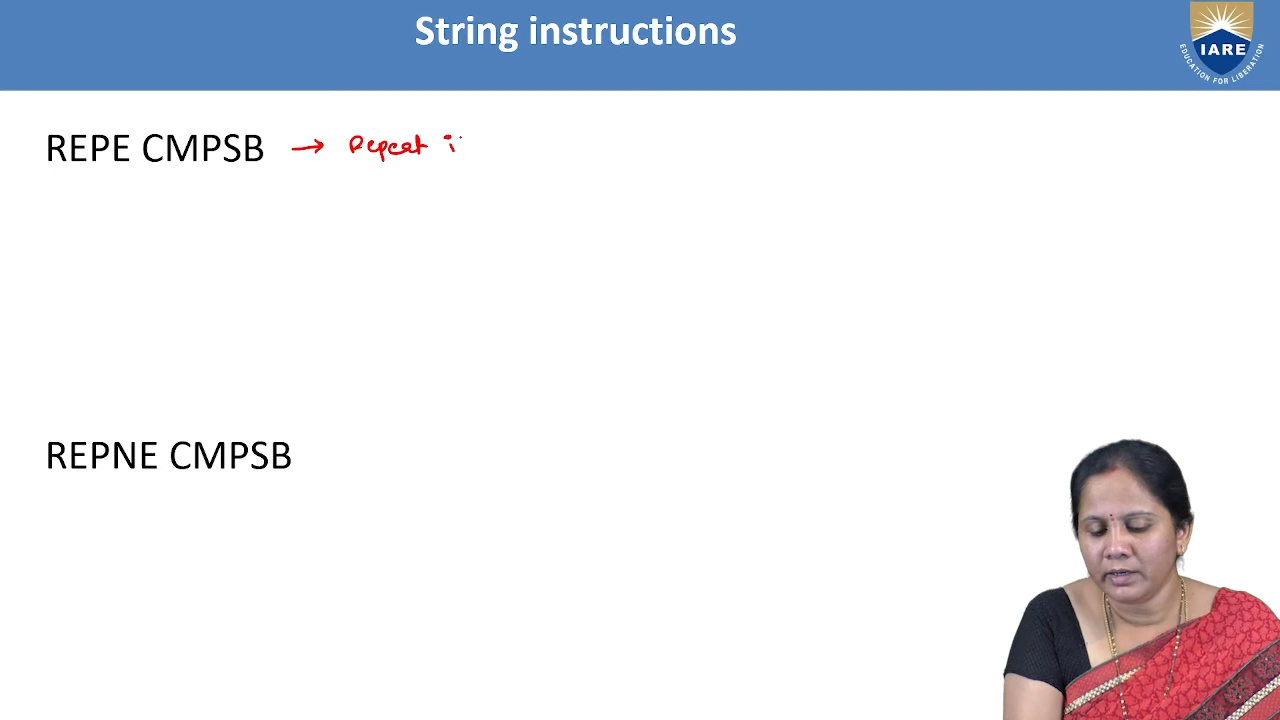 String instructions
IARE
EDUCATION FOR LIBERATION
REPE CMPSB → Repeat i
REPNE CMPSB